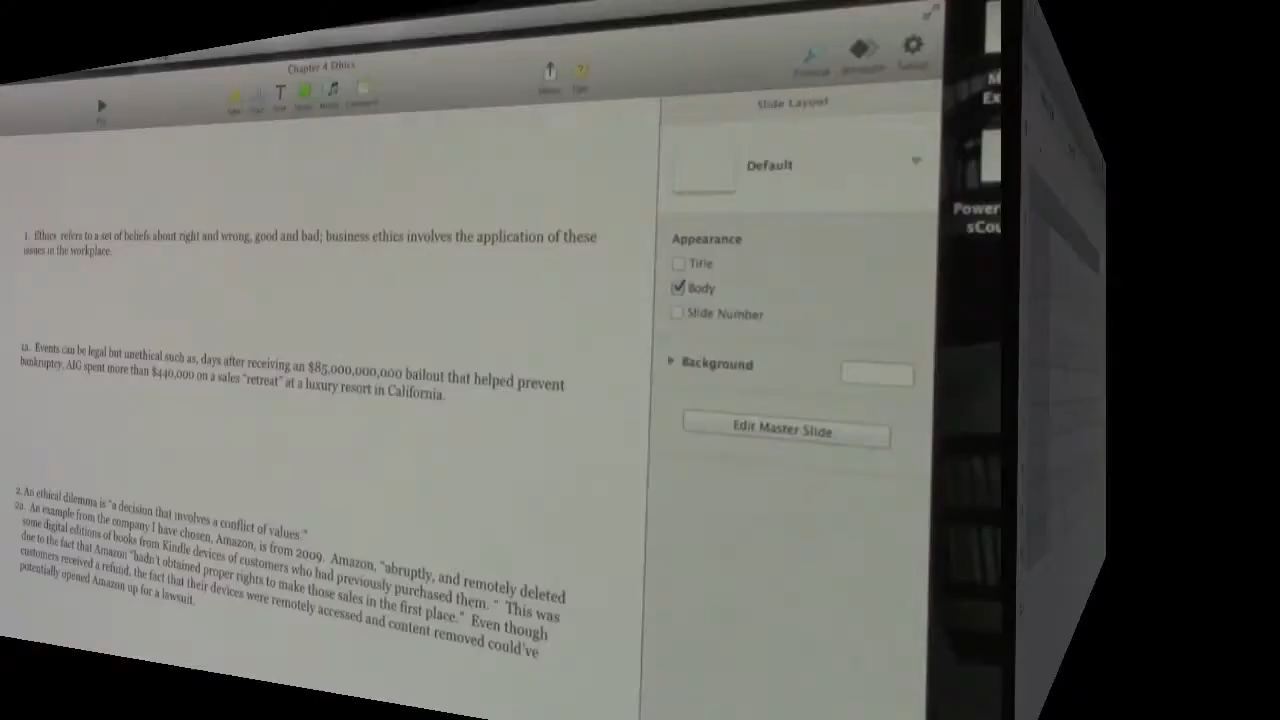 Chapter 4 Ethics
Play
Text
Slide Layout
Default
1. Ethics refers to a set of beliefs about right and wrong, good and bad; business ethics involves the application of these
issues in the workplace.
Appearance
Title
Body
Slide Number
Background
Edit Master Slide
1a. Events can be legal but unethical such as, days after receiving an $85,000,000,000 bailout that helped prevent
bankruptcy, AIG spent more than $440,000 on a sales "retreat" at a luxury resort in California.
2. An ethical dilemma is "a decision that involves a conflict of values."
2a. An example from the company I have chosen, Amazon, is from 2009. Amazon, "abruptly, and remotely deleted
some digital editions of books from Kindle devices of customers who had previously purchased them. " This was
due to the fact that Amazon "hadn't obtained proper rights to make those sales in the first place." Even though
customers received a refund, the fact that their devices were remotely accessed and content removed could've
potentially opened Amazon up for a lawsuit.
Power
sCou